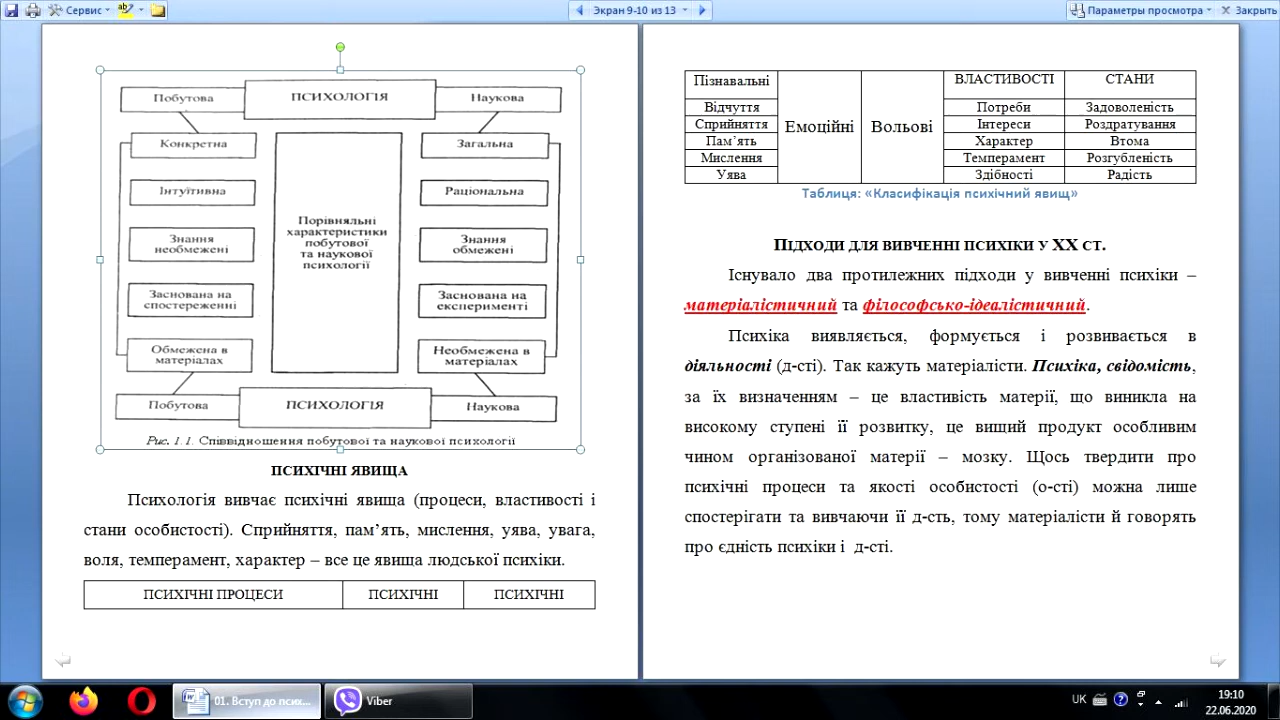 Сервис
Экран 9-10 из 13
Параметры просмотра
Закрыть
Побутова
ПСИХОЛОГІЯ
Наукова
Конкретна
Загальна
Інтуїтивна
Раціональна
Порівняльні
характеристики
побутової
та наукової
психології
Знання
необмежені
Знання
обмежені
Заснована на
спостереженні
Заснована на
експерименті
Обмежена в
матеріалах
Необмежена в
матеріалах
Побутова
ПСИХОЛОГІЯ
Наукова
Рис. 1.1. Співвідношення побутової та наукової психології
ПСИХІЧНІ ЯВИЩА
Психологія вивчає психічні явища (процеси, властивості і
стани особистості). Сприйняття, пам’ять, мислення, уява, увага,
воля, темперамент, характер – все це явища людської психіки.
ПСИХІЧНІ ПРОЦЕСИ ПСИХІЧНІ ПСИХІЧНІ
Пізнавальні Емоційні Вольові ВЛАСТИВОСТІ СТАНИ
Відчуття Потреби Задоволеність
Сприйняття Інтереси Роздратування
Пам’ять Характер Втома
Мислення Темперамент Розгубленість
Уява Здібності Радість
Таблиця: «Класифікація психічний явищ»
ПІДХОДИ ДЛЯ ВИВЧЕННІ ПСИХІКИ У ХХ СТ.
Існувало два протилежних підходи у вивченні психіки –
матеріалістичний та філософсько-ідеалістичний.
Психіка виявляється, формується і розвивається в
діяльності (д-сті). Так кажуть матеріалісти. Психіка, свідомість,
за їх визначенням – це властивість матерії, що виникла на
високому ступені її розвитку, це вищий продукт особливим
чином організованої матерії – мозку. Щось твердити про
психічні процеси та якості особистості (о-сті) можна лише
спостерігати та вивчаючи її д-сть, тому матеріалісти й говорять
про єдність психіки і д-сті.
01. Вступ до псих...
Viber
UK
19:10
22.06.2020